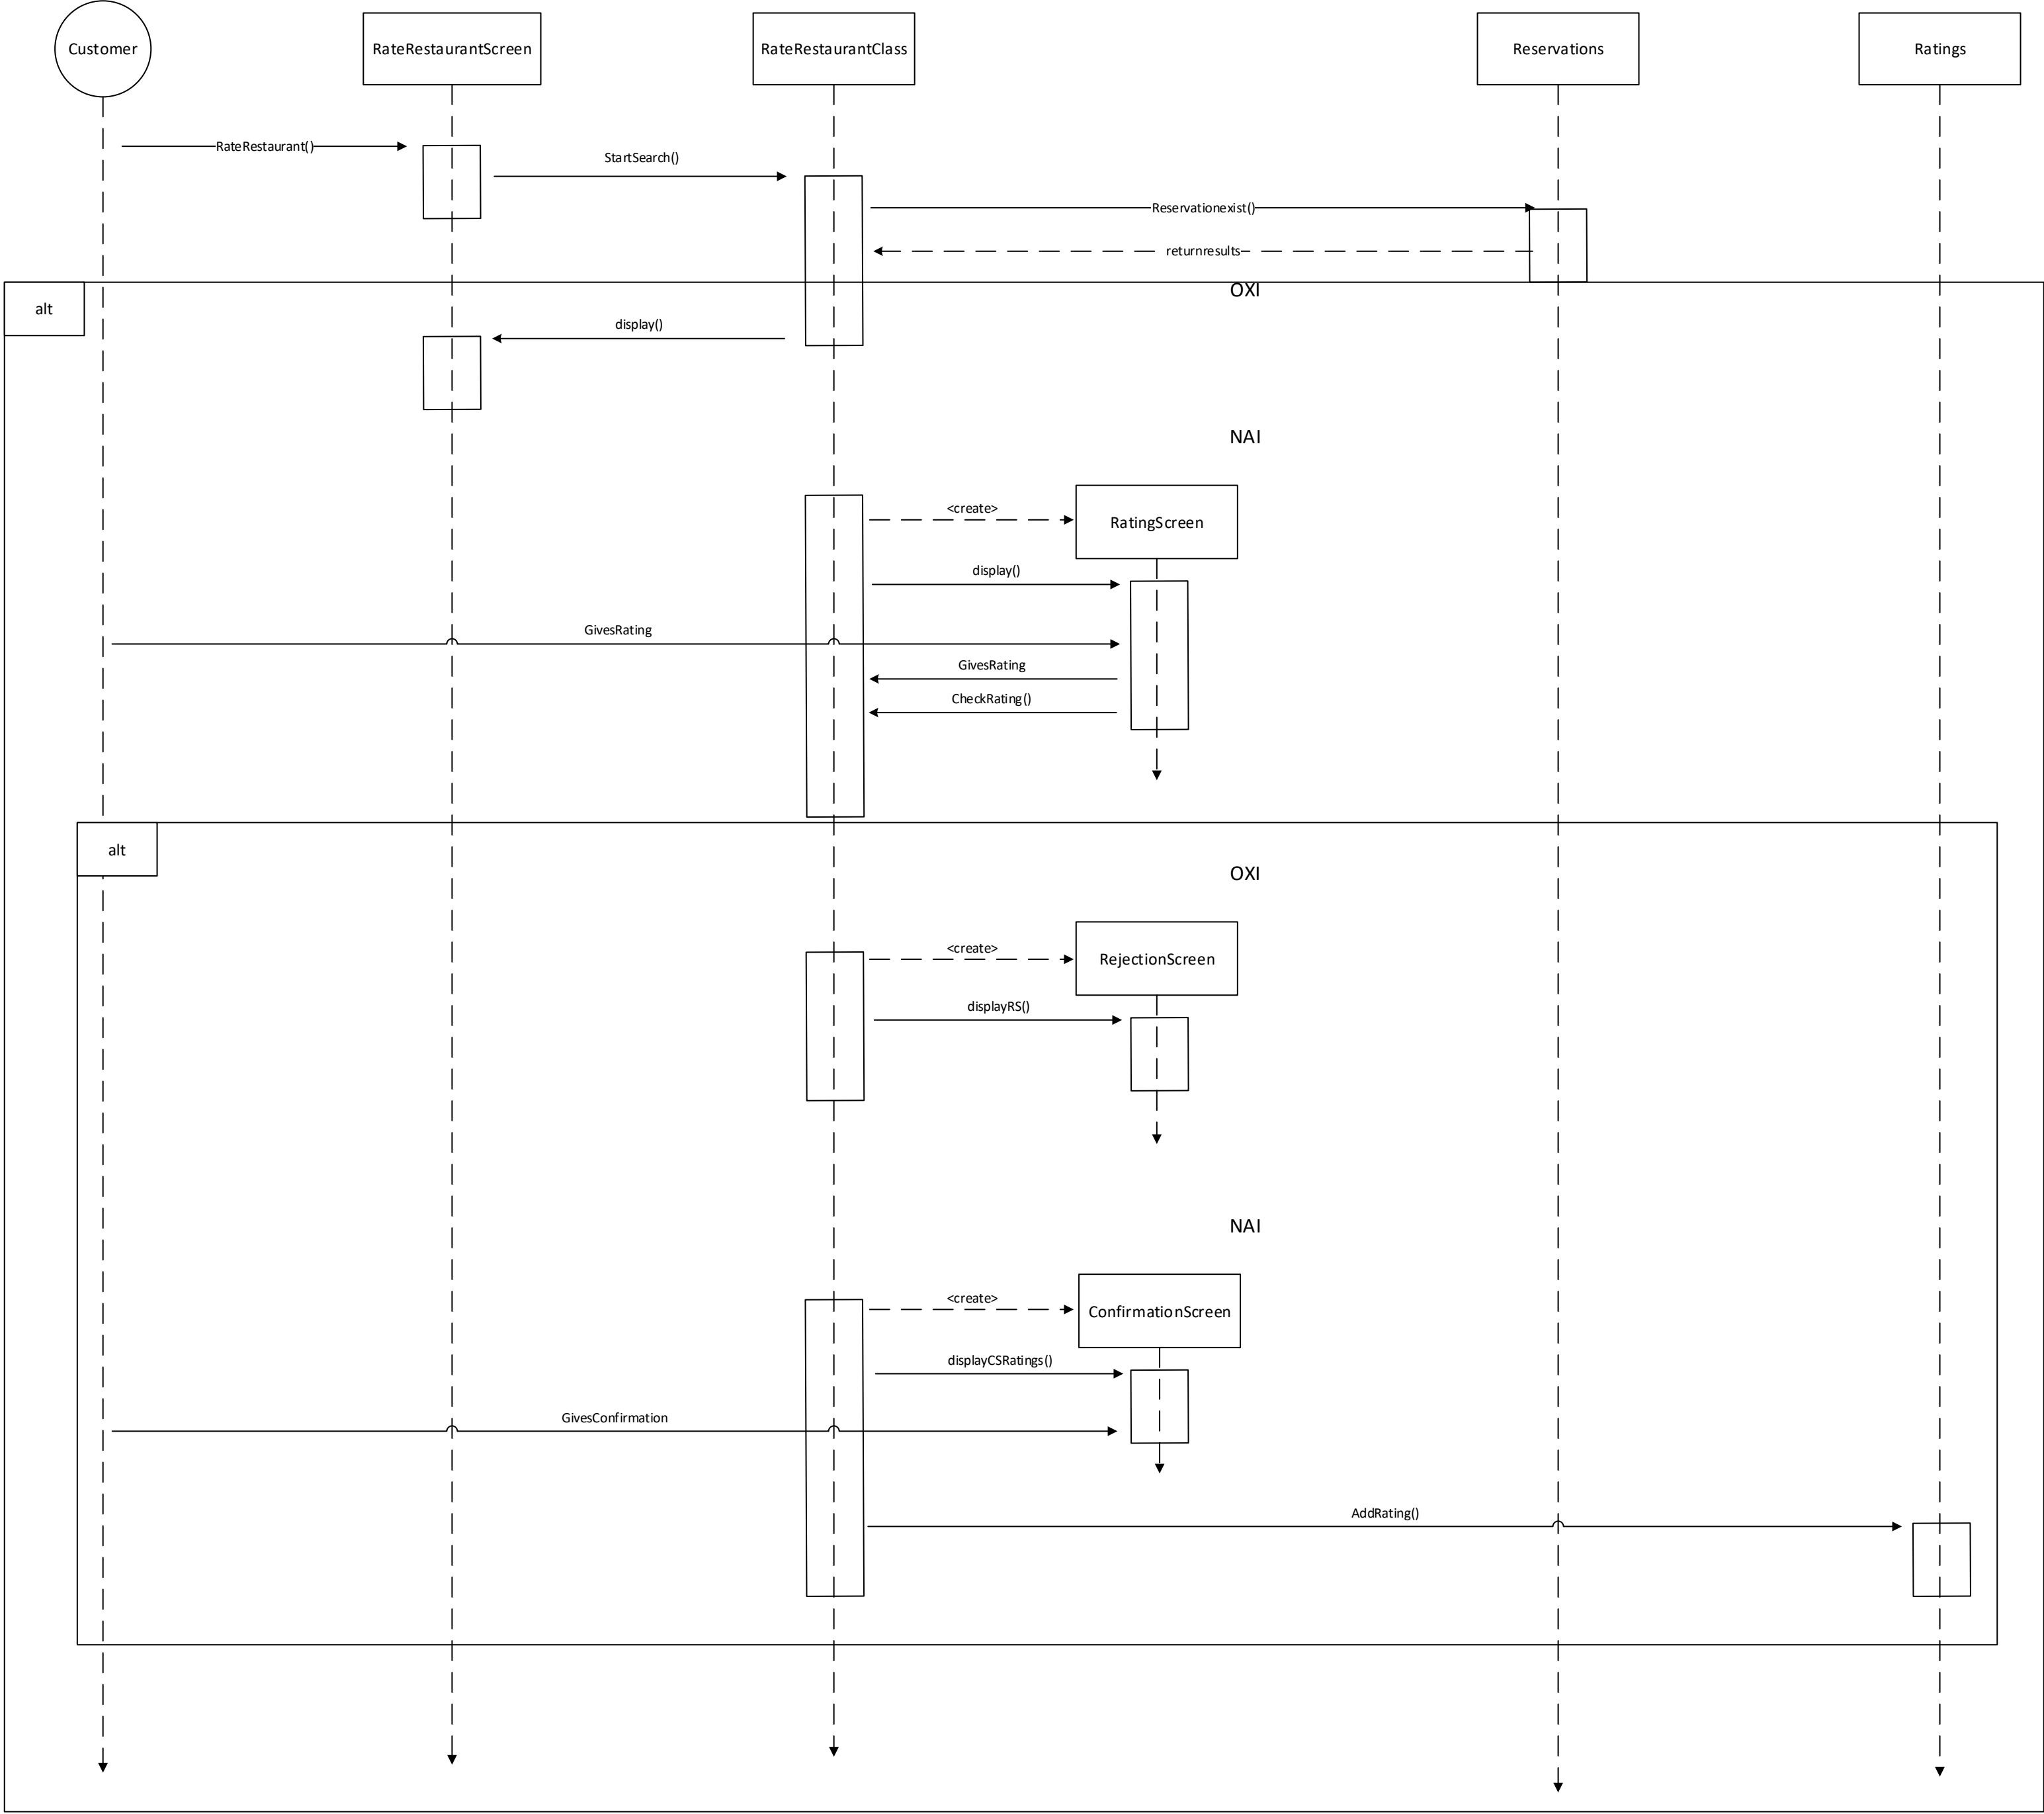 Customer
RateRestaurantScreen
RateRestaurantClass
Reservations
Ratings
RateRestaurant()
StartSearch()
Reservationexist()
returnresults
alt
OXI
display()
NAI
<create>
RatingScreen
display()
GivesRating
GivesRating
CheckRating()
alt
OXI
<create>
RejectionScreen
displayRS()
NAI
<create>
ConfirmationScreen
displayCSRatings()
GivesConfirmation
AddRating()